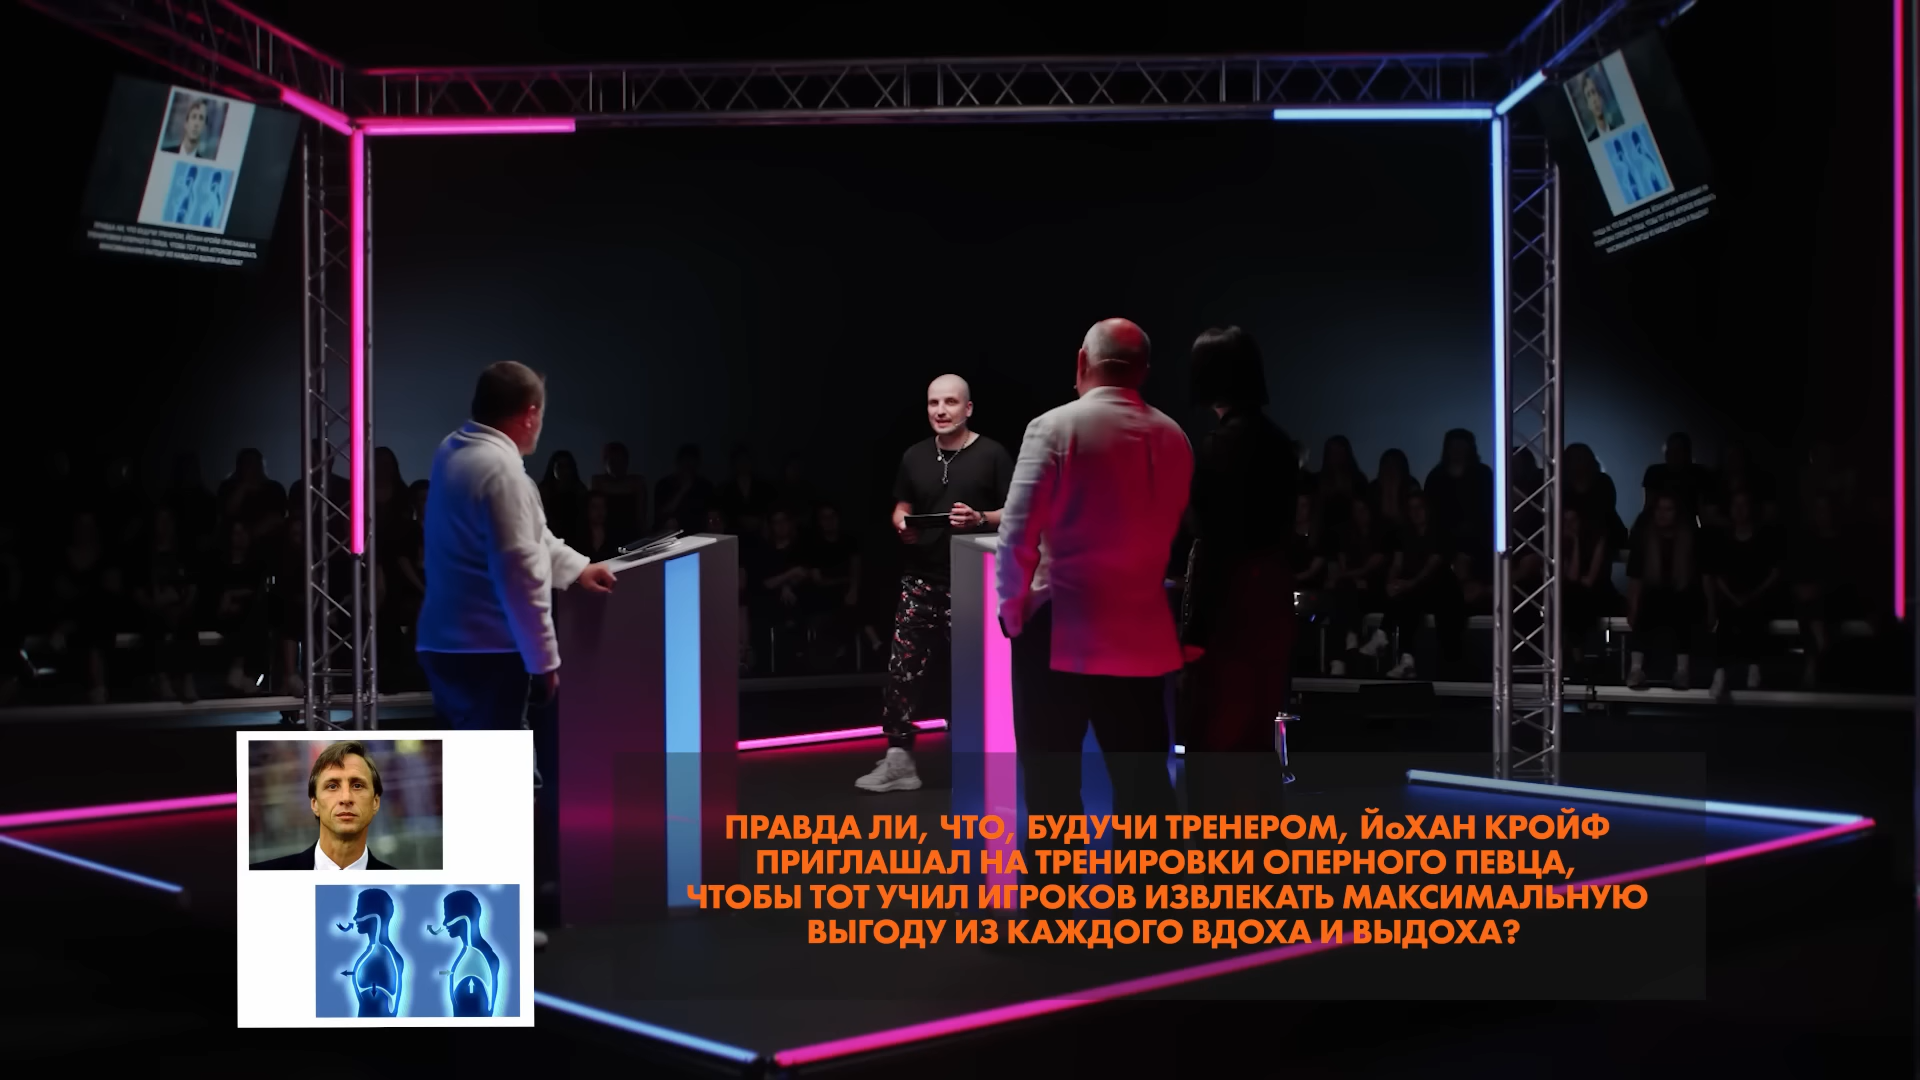 ПРАВДА ЛИ, ЧТО, БУДУЧИ ТРЕНЕРОМ, ЙоХАН КРОЙФ
ПРИГЛАШАЛ НА ТРЕНИРОВКИ ОПЕРНОГО ПЕВЦА,
ЧТОБЫ ТОТ УЧИЛ ИГРОКОВ ИЗВЛЕКАТЬ МАКСИМАЛЬНУЮ
ВЫГОДУ ИЗ КАЖДОГО ВДОХА И ВЫДОХА?